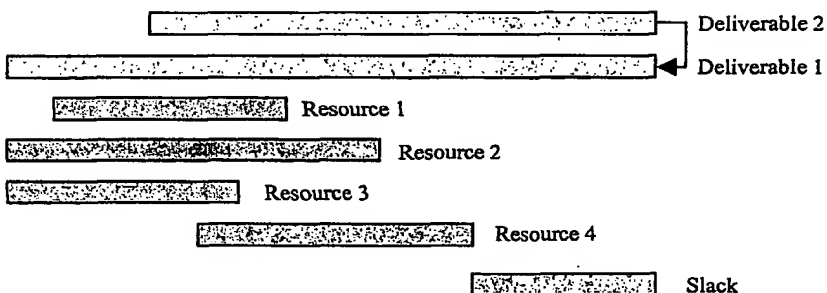 Deliverable 2
Deliverable 1
Resource 1
Resource 2
Resource 3
Resource 4
Slack